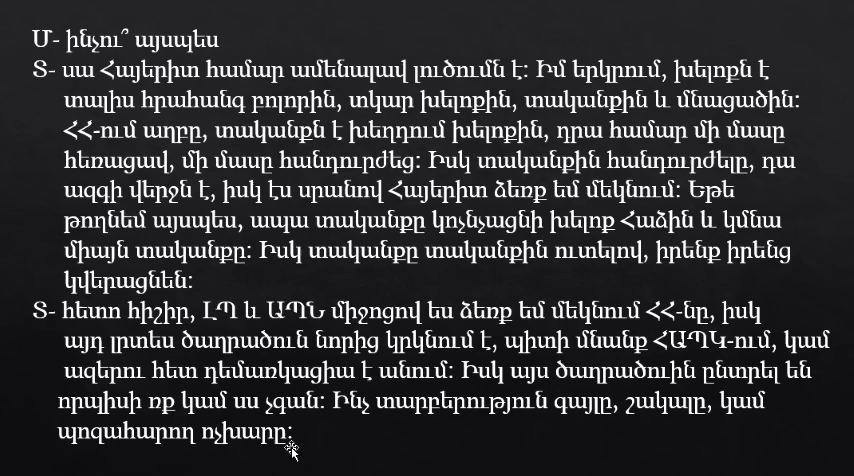 Մ- ինչու՞ այսպես
Տ- սա Հայերիտ համար ամենալավ լուծումն է: Իմ երկրում, խելոքն է
տալիս հրահանգ բոլորին, տկար խելոքին, տականքին և մնացածին:
ՀՀ-ում աղբը, տականքն է խեղդում խելոքին, դրա համար մի մասը
հեռացավ, մի մասը հանդուրժեց: Իսկ տականքին հանդուրժելը, դա
ազգի վերջն է, իսկ էս սրանով Հայերիտ ձեռք եմ մեկնում: Եթե
թողնեմ այսպես, ապա տականքը կոչնչացնի խելոք Հաձին և կմնա
միայն տականքը: Իսկ տականքը տականքին ուտելով, իրենք իրենց
կվերացնեն:
Տ- հետո հիշիր, ԼՊ և ԱՊՆ միջոցով ես ձեռք եմ մեկնում ՀՀ-նը, իսկ
այդ լրտես ծաղրածուն նորից կրկնում է, պիտի մնանք ՀԱՊԿ-ում, կամ
ազերու հետ դեմառկացիա է անում: Իսկ այս ծաղրածուին ընտրել են
որպիսի ռք կամ սս չգան: Ինչ տարբերություն գայլը, շակալը, կամ
պոզահարող ոչխարը: